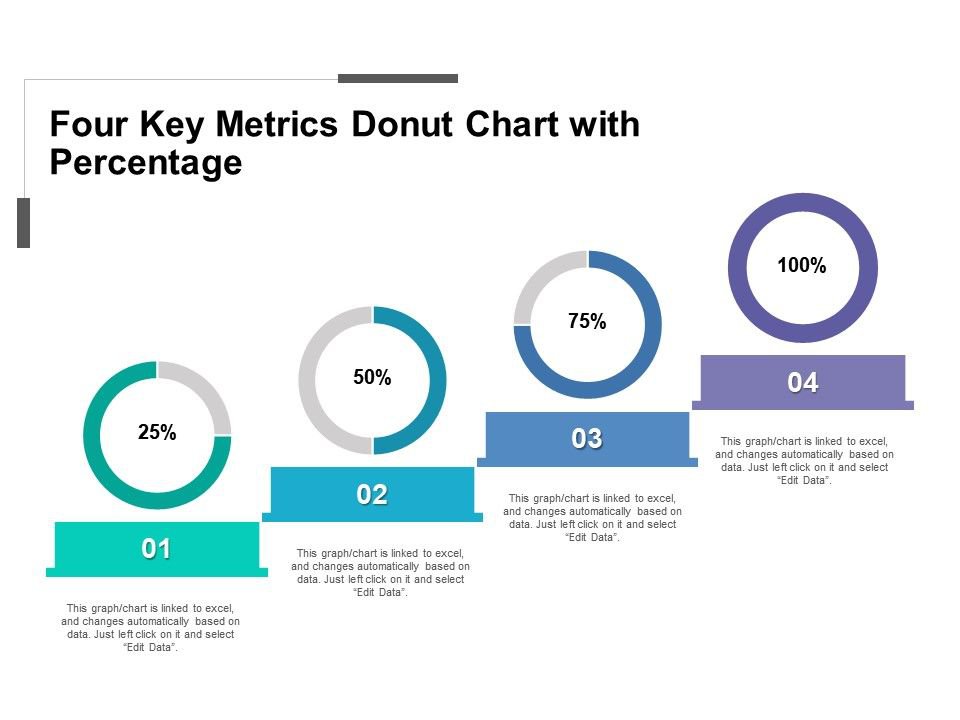 Four Key Metrics Donut Chart with
Percentage
25%
01
This graph/chart is linked to excel,
and changes automatically based on
data. Just left click on it and select
“Edit Data”.
50%
02
This graph/chart is linked to excel,
and changes automatically based on
data. Just left click on it and select
“Edit Data”.
75%
03
This graph/chart is linked to excel,
and changes automatically based on
data. Just left click on it and select
“Edit Data”.
100%
04
This graph/chart is linked to excel,
and changes automatically based on
data. Just left click on it and select
“Edit Data”.